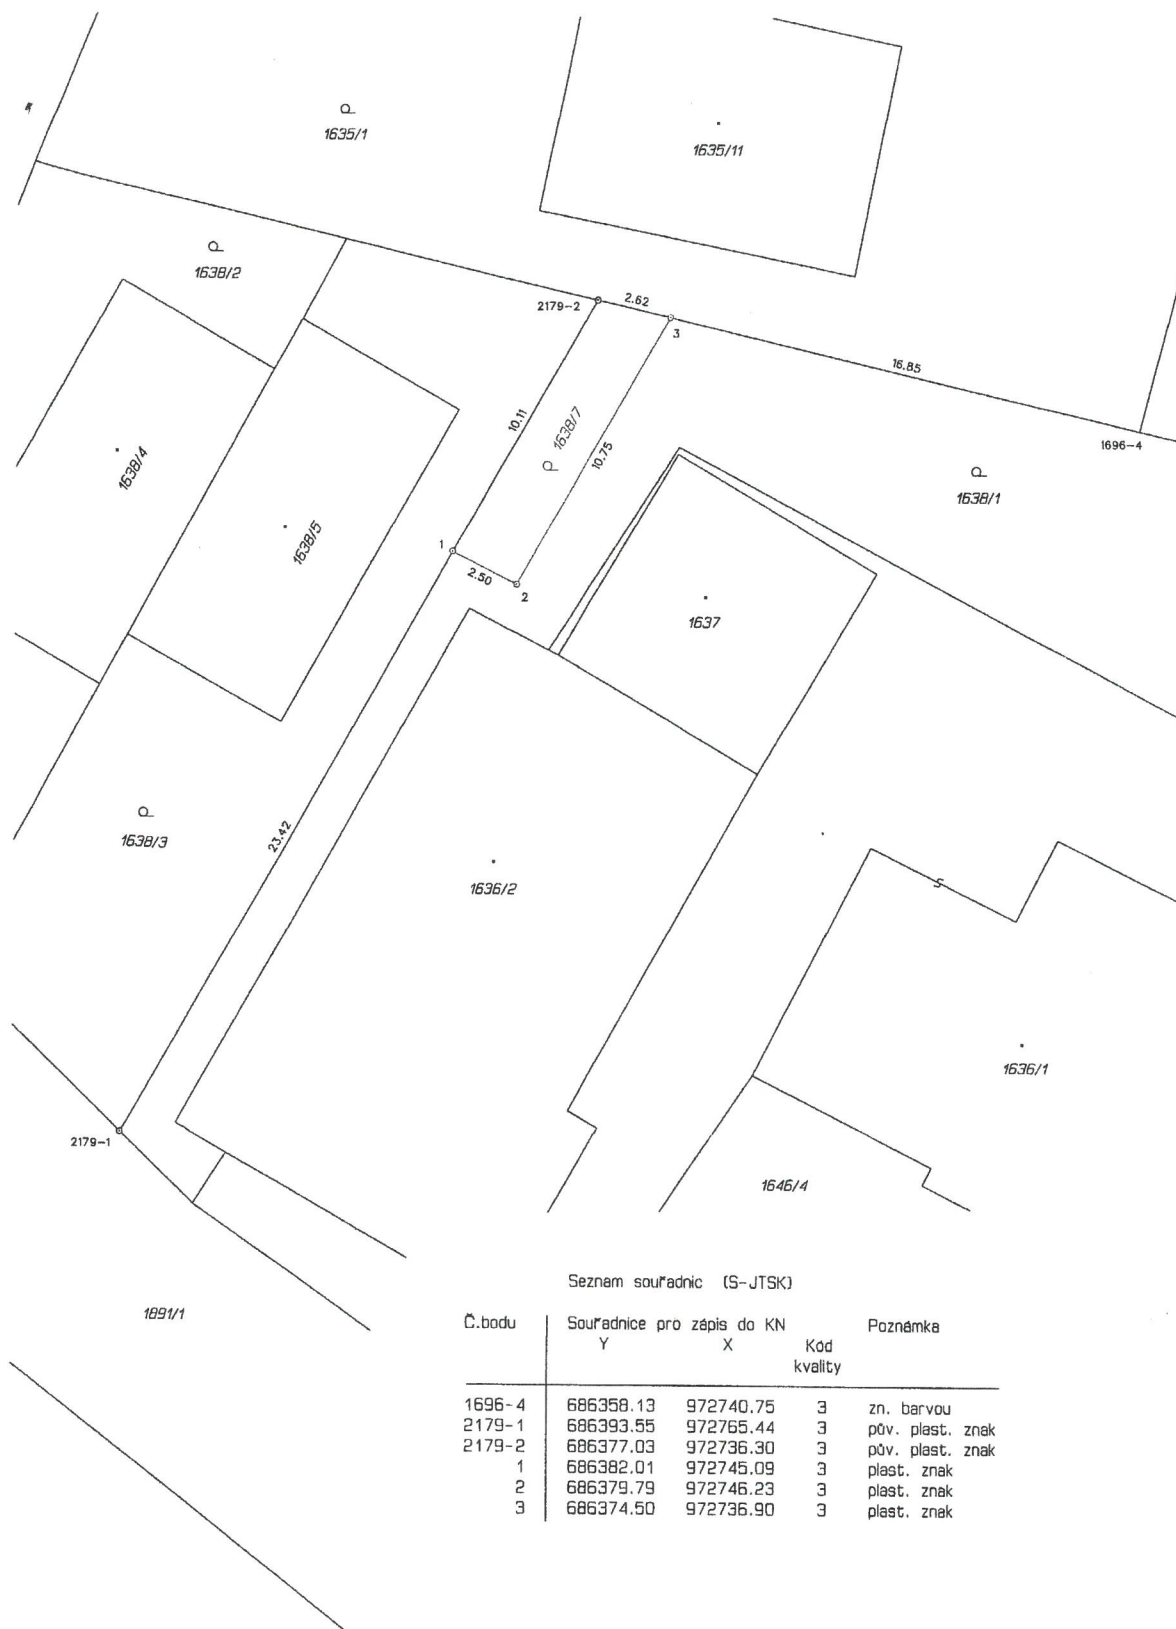 1635/1
1635/11
1638/2
2179-2
2.62
3
16.85
1696-4
10.11
1638/7
10.75
1638/1
1638/4
1638/5
1
2.50
2
1637
23.42
1638/3
1636/2
1636/1
2179-1
1646/4
1891/1
Seznam souřadnic (S-JTSK)
Č.bodu Souřadnice pro zápis do KN Poznámka
Y X Kód
kvality
1696-4 686358.13 972740.75 3 zn. barvou
2179-1 686393.55 972765.44 3 pův. plast. znak
2179-2 686377.03 972736.30 3 pův. plast. znak
1 686382.01 972745.09 3 plast. znak
2 686379.79 972746.23 3 plast. znak
3 686374.50 972736.90 3 plast. znak